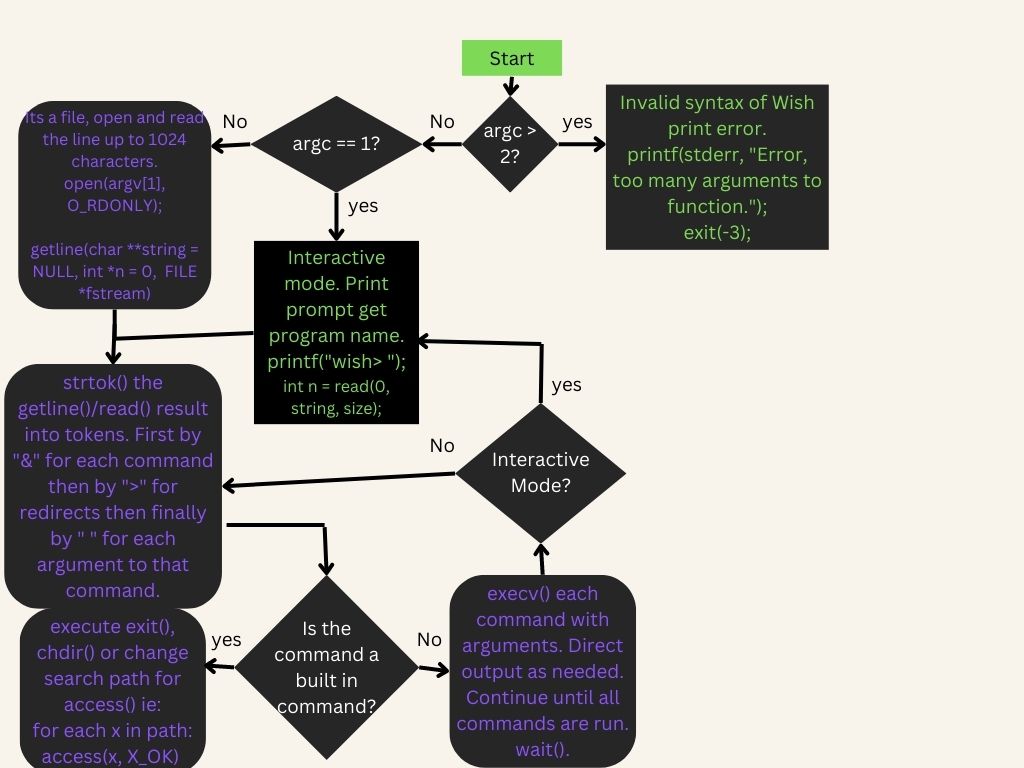 Start
argc >
2?
No
yes
Invalid syntax of Wish
print error.
printf(stderr, "Error,
too many arguments to
function.");
exit(-3);
argc == 1?
No
yes
Its a file, open and read
the line up to 1024
characters.
open(argv[1],
O_RDONLY);
getline(char **string =
NULL, int *n = 0, FILE
*fstream)
Interactive
mode. Print
prompt get
program name.
printf("wish> ");
int n = read(0,
string, size);
strtok() the
getline()/read() result
into tokens. First by
"&" for each command
then by ">" for
redirects then finally
by " " for each
argument to that
command.
yes
No
Interactive
Mode?
Is the
command a
built in
command?
yes
No
execute exit(),
chdir() or change
search path for
access() ie:
for each x in path:
access(x, X_OK)
execv() each
command with
arguments. Direct
output as needed.
Continue until all
commands are run.
wait().